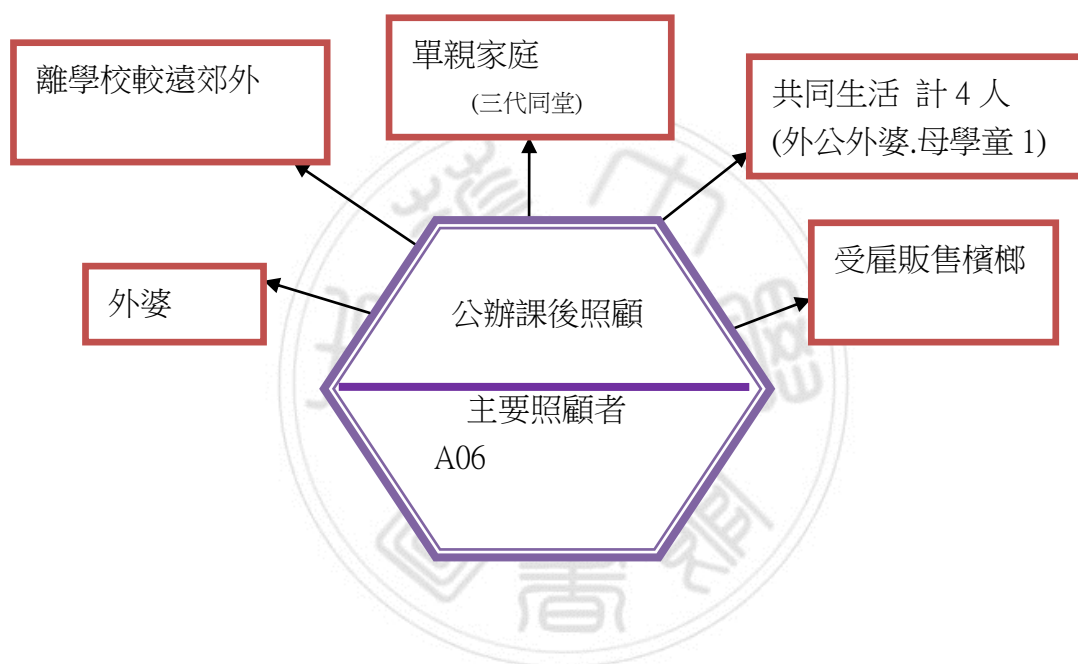 離學校較遠郊外
單親家庭
(三代同堂)
共同生活 計 4 人
(外公外婆.母學童 1)
外婆
受雇販售檳榔
公辦課後照顧
主要照顧者
A06